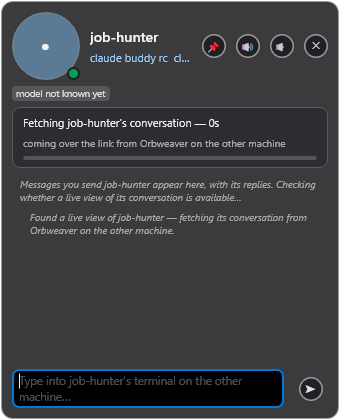 job-hunter
claude buddy rc cl...
model not known yet
Fetching job-hunter's conversation — 0s
coming over the link from Orbweaver on the other machine
Messages you send job-hunter appear here, with its replies. Checking
whether a live view of its conversation is available...
Found a live view of job-hunter — fetching its conversation from
Orbweaver on the other machine.
Type into job-hunter's terminal on the other
machine...